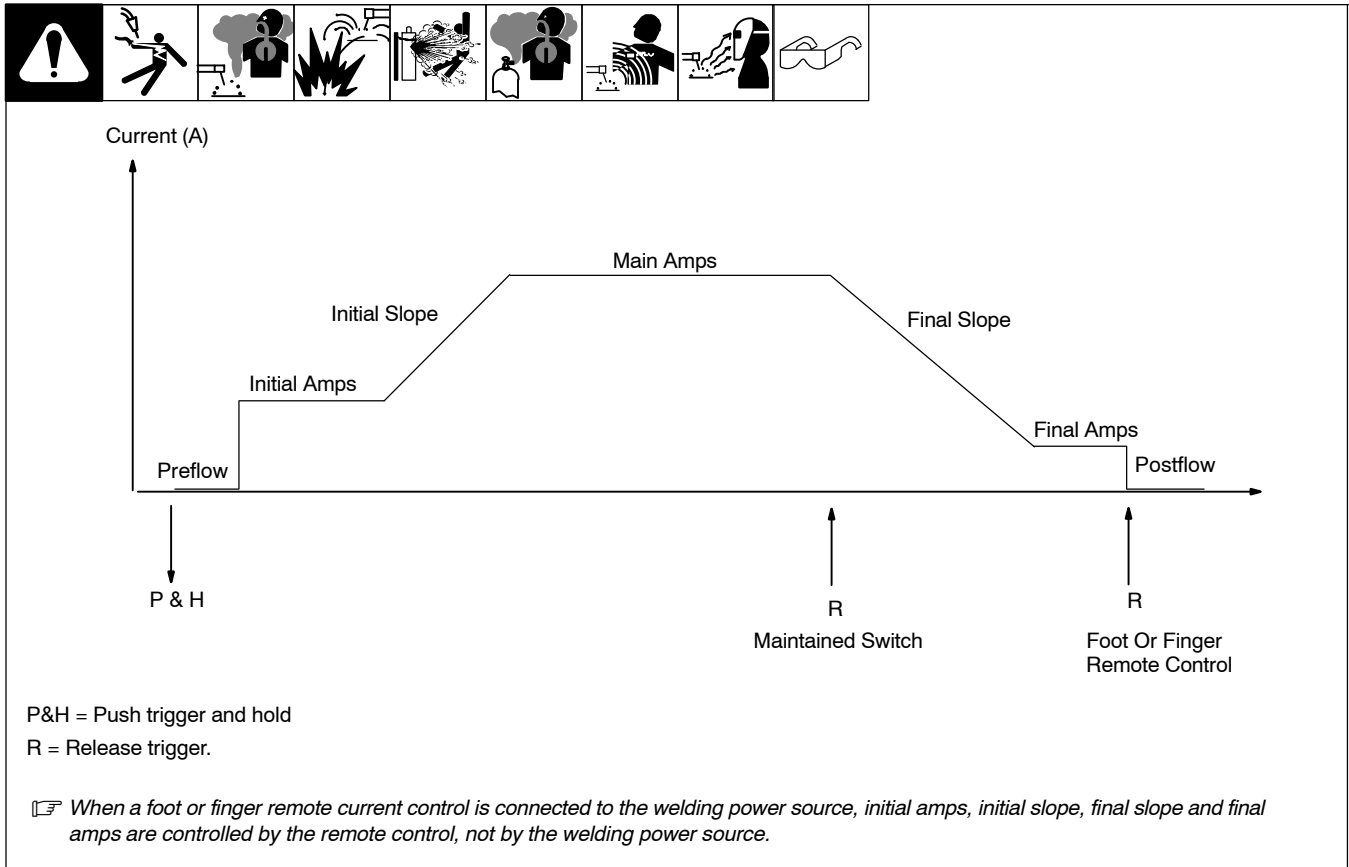 Current (A)
Main Amps
Initial Slope
Final Slope
Initial Amps
Final Amps
Preflow
Postflow
P & H
R
R
Maintained Switch
Foot Or Finger
Remote Control
P&H = Push trigger and hold
R = Release trigger.
When a foot or finger remote current control is connected to the welding power source, initial amps, initial slope, final slope and final
amps are controlled by the remote control, not by the welding power source.